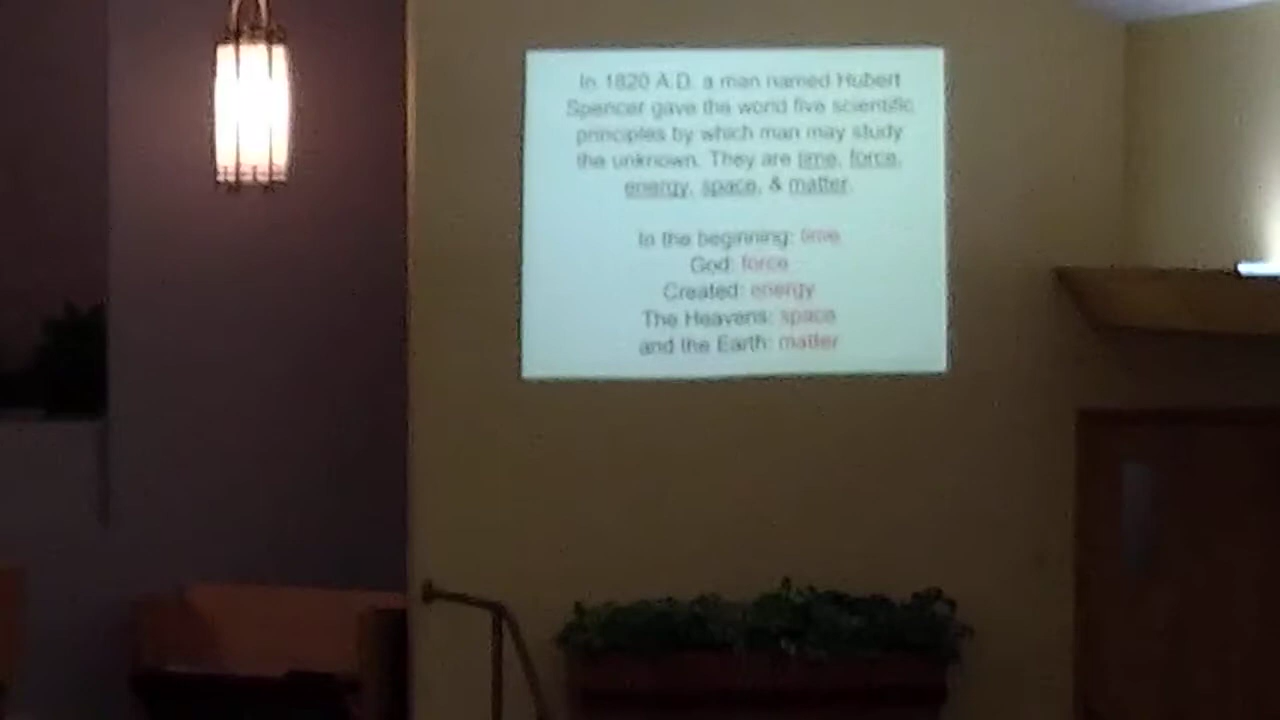 In 1820 A.D. a man named Hubert
Spencer gave the world five scientific
principles by which man may study
the unknown. They are time, force,
energy, space, & matter.
In the beginning: time
God: force
Created: energy
The Heavens: space
and the Earth: matter